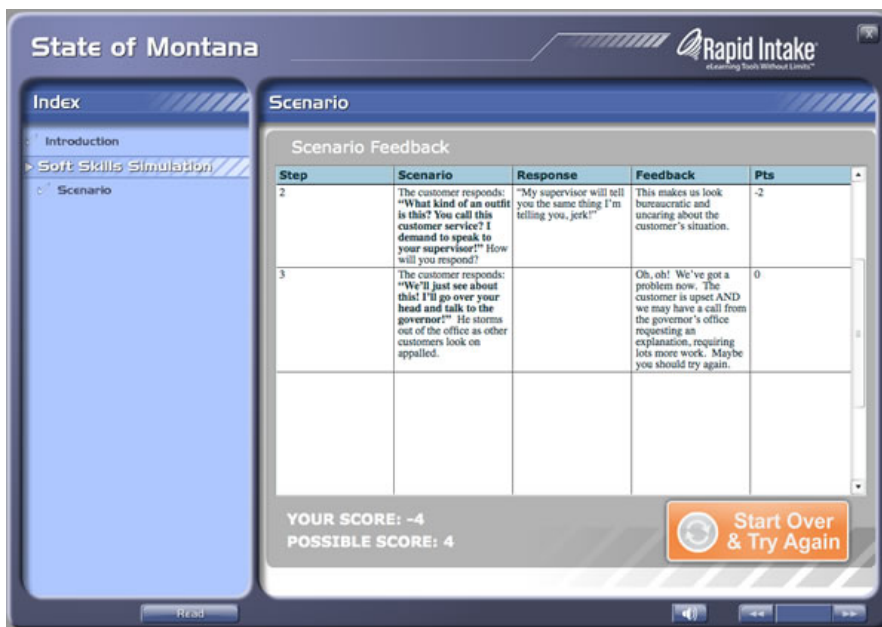 State of Montana
Rapid Intake
eLearning Tools Without Limits™
Index
Introduction
Soft Skills Simulation
Scenario
Scenario
Scenario Feedback
Step Scenario Response Feedback Pts
2
The customer responds:
“What kind of an outfit
is this? You call this
customer service? I
demand to speak to
your supervisor!” How
will you respond?
“My supervisor will tell
you the same thing I’m
telling you, jerk!”
This makes us look
bureaucratic and
uncaring about the
customer’s situation.
-2
3
The customer responds:
“We’ll just see about
this! I’ll go over your
head and talk to the
governor!” He storms
out of the office as other
customers look on
appalled.
Oh, oh! We’ve got a
problem now. The
customer is upset AND
we may have a call from
the governor’s office
requesting an
explanation, requiring
lots more work. Maybe
you should try again.
0
YOUR SCORE: -4
POSSIBLE SCORE: 4
Start Over
& Try Again
Read